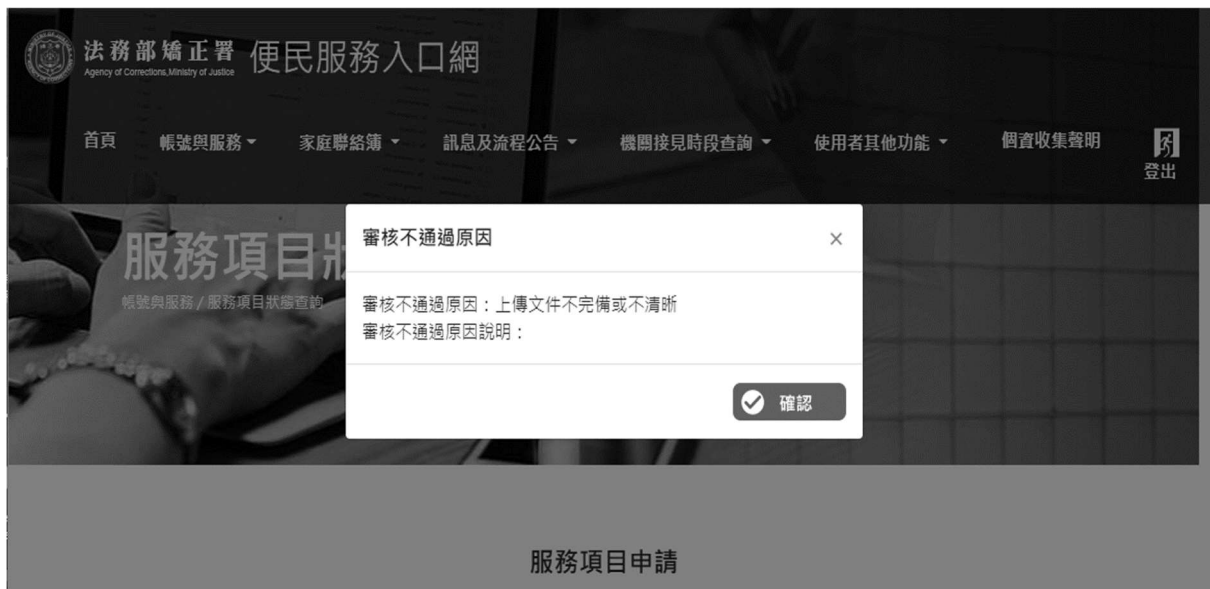 法務部矯正署 便民服務入口網
Agency of Corrections,Ministry of Justice
首頁 帳號與服務 家庭聯絡簿 訊息及流程公告 機關接見時段查詢 使用者其他功能 個資收集聲明 登出
服務項目狀
帳號與服務 / 服務項目狀態查詢
審核不通過原因 ×
審核不通過原因：上傳文件不完備或不清晰
審核不通過原因說明：
確認
服務項目申請